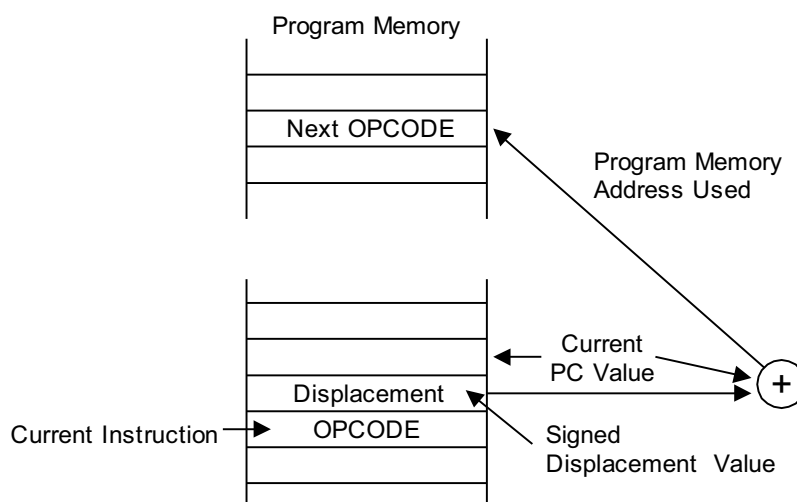 Program Memory
Next OPCODE
Program Memory
Address Used
Current
PC Value
+
Displacement
OPCODE
Current Instruction
Signed
Displacement Value